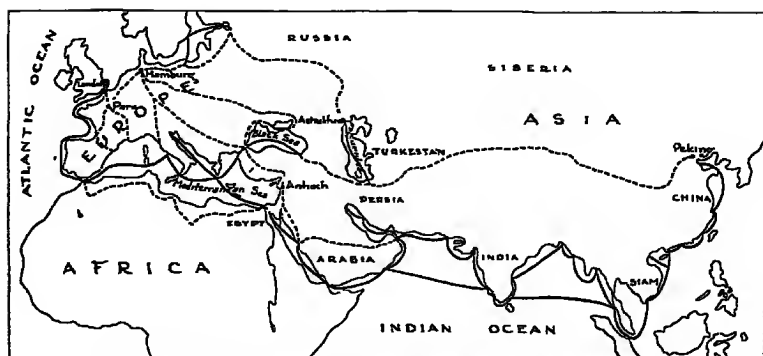 RUSSIA
SIBERIA
ATLANTIC OCEAN
London
Hamburg
Paris
EUROPE
ASIA
Astrakhan
Black Sea
TURKESTAN
Peking
Mediterranean Sea
Antioch
PERSIA
CHINA
EGYPT
AFRICA
ARABIA
INDIA
SIAM
INDIAN OCEAN